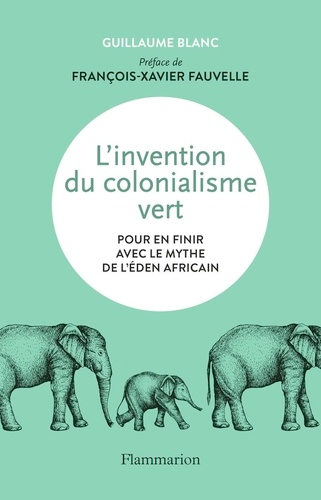 GUILLAUME BLANC
Préface de
FRANÇOIS-XAVIER FAUVELLE
L'invention
du colonialisme
vert
POUR EN FINIR
AVEC LE MYTHE
DE L'ÉDEN AFRICAIN
Flammarion